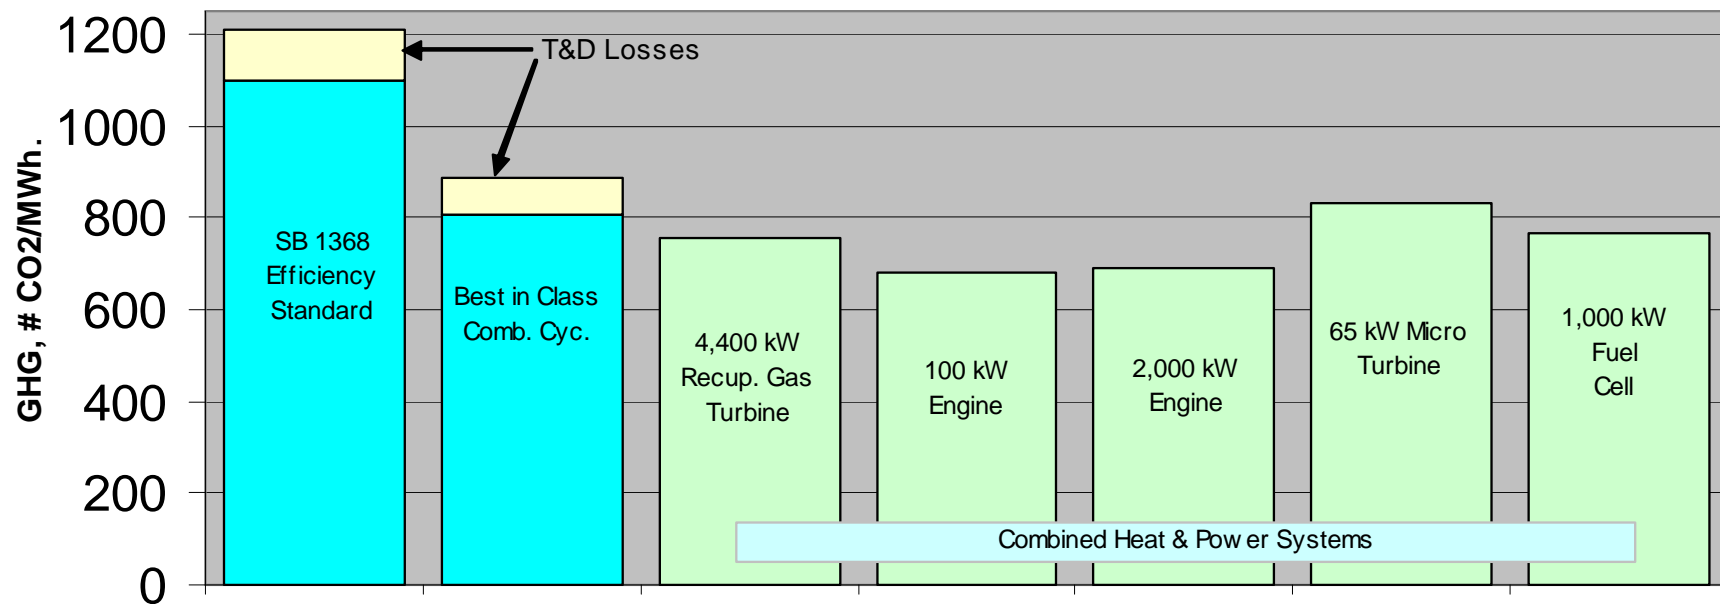 GHG, # CO2/MWh.
1200
1000
800
600
400
200
0
T&D Losses
SB 1368
Efficiency
Standard
Best in Class
Comb. Cyc.
4,400 kW
Recup. Gas
Turbine
100 kW
Engine
2,000 kW
Engine
65 kW Micro
Turbine
1,000 kW
Fuel
Cell
Combined Heat & Power Systems